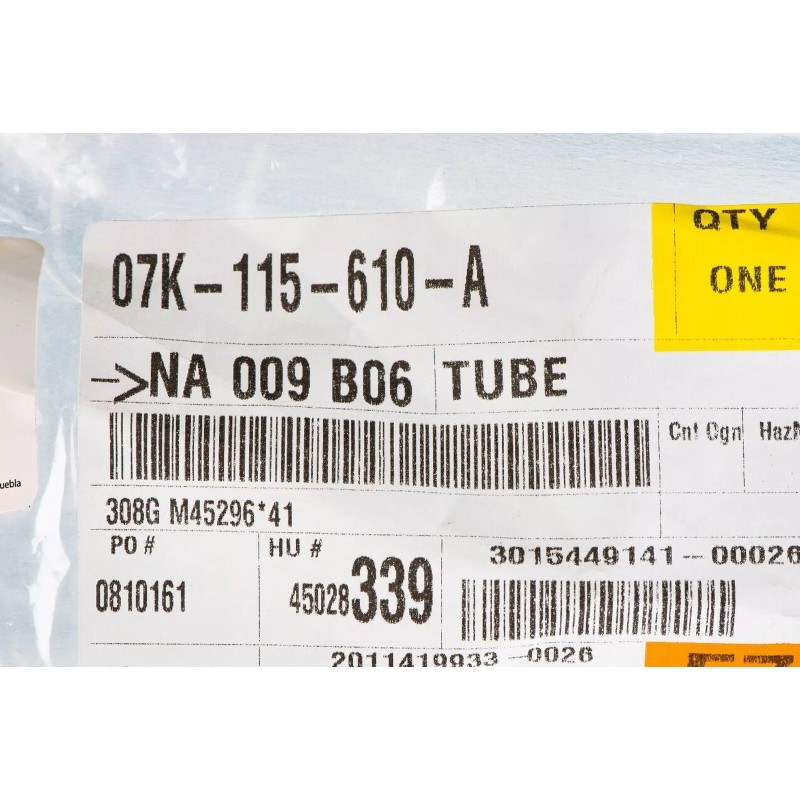 QTY
07K-115-610-A
ONE
->NA 009 B06 TUBE
Cnt Ogn
uebla
308G M45296*41
PO # HU #
3015449141-00026
0810161 45028339
2011419933-0026